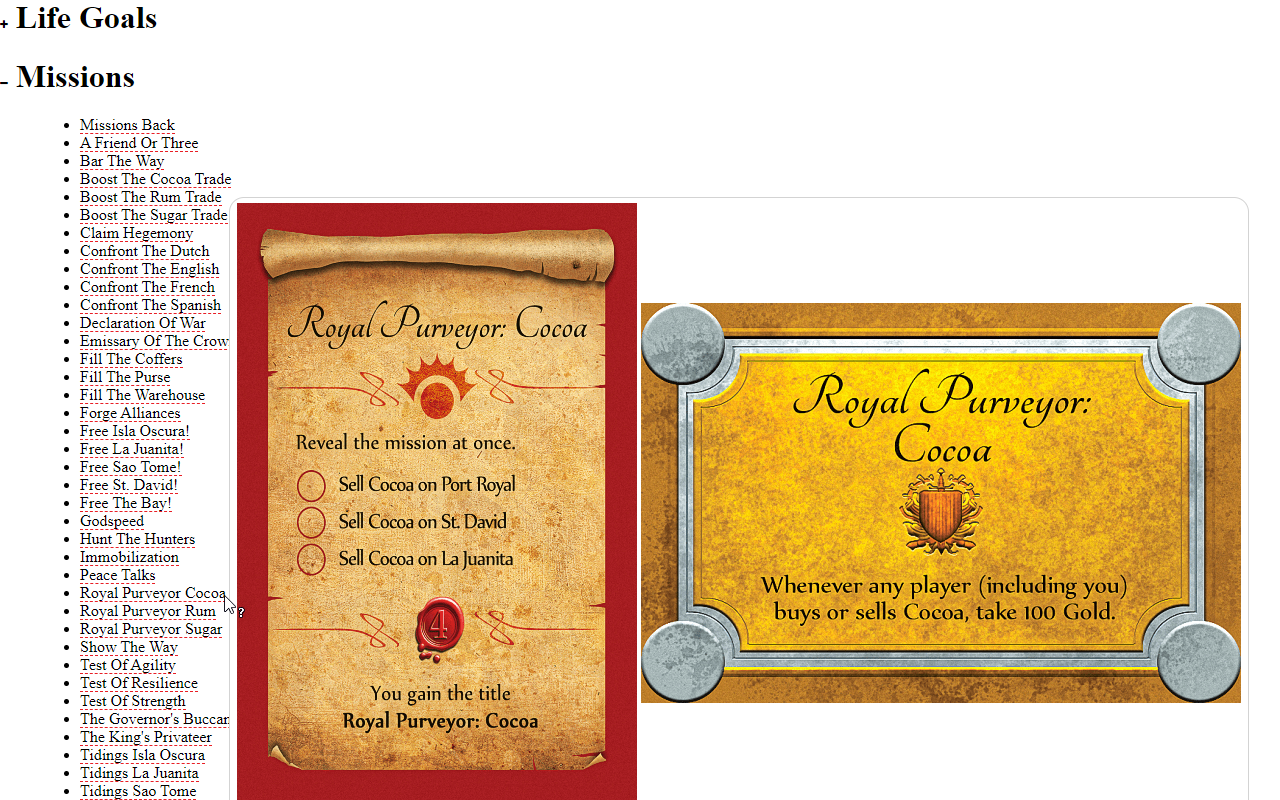 + Life Goals
- Missions
Missions Back
A Friend Or Three
Bar The Way
Boost The Cocoa Trade
Boost The Rum Trade
Boost The Sugar Trade
Claim Hegemony
Confront The Dutch
Confront The English
Confront The French
Confront The Spanish
Declaration Of War
Emissary Of The Crow
Fill The Coffers
Fill The Purse
Fill The Warehouse
Forge Alliances
Free Isla Oscura!
Free La Juanita!
Free Sao Tome!
Free St. David!
Free The Bay!
Godspeed
Hunt The Hunters
Immobilization
Peace Talks
Royal Purveyor Cocoa
Royal Purveyor Rum
Royal Purveyor Sugar
Show The Way
Test Of Agility
Test Of Resilience
Test Of Strength
The Governor's Buccan
The King's Privateer
Tidings Isla Oscura
Tidings La Juanita
Tidings Sao Tome
?
Royal Purveyor: Cocoa
Reveal the mission at once.
Sell Cocoa on Port Royal
Sell Cocoa on St. David
Sell Cocoa on La Juanita
4
You gain the title
Royal Purveyor: Cocoa
Royal Purveyor:
Cocoa
Whenever any player (including you)
buys or sells Cocoa, take 100 Gold.